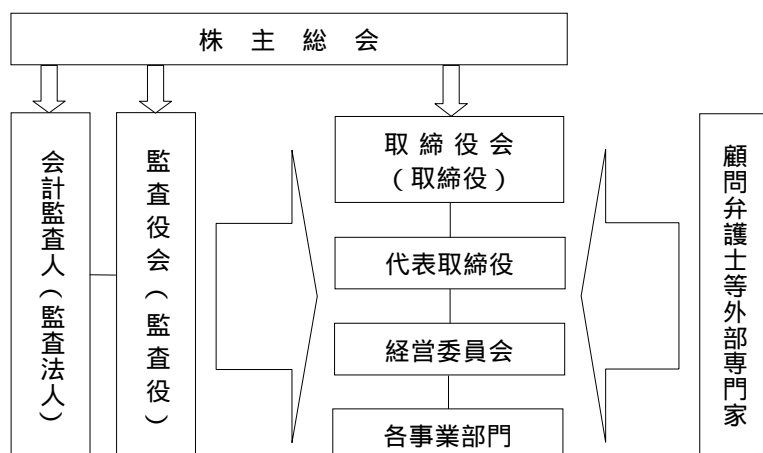 株主総会
会計監査人(監査法人)
監査役会(監査役)
取締役会
(取締役)
代表取締役
経営委員会
各事業部門
顧問弁護士等外部専門家